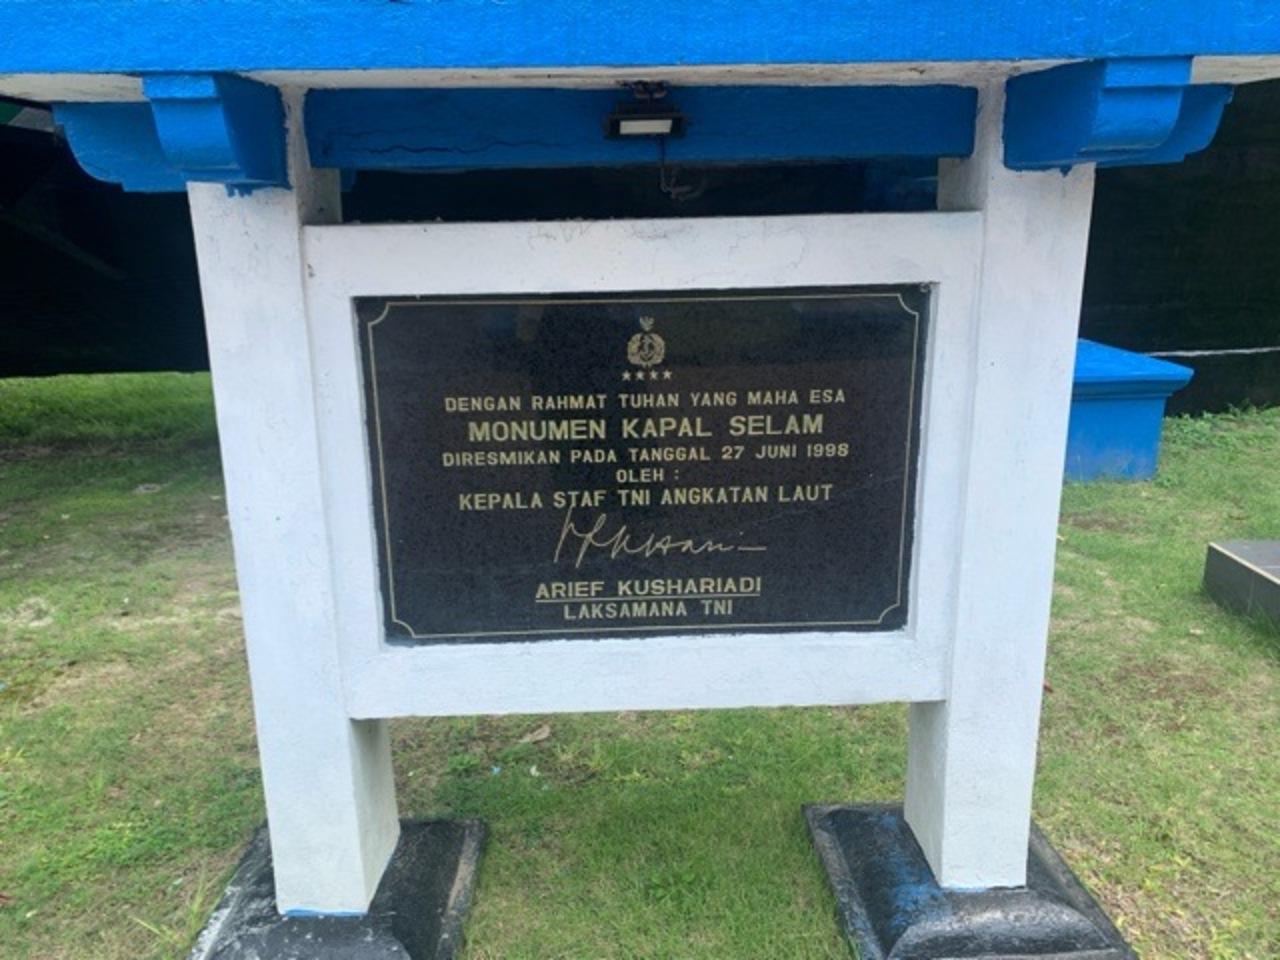 DENGAN RAHMAT TUHAN YANG MAHA ESA
MONUMEN KAPAL SELAM
DIRESMIKAN PADA TANGGAL 27 JUNI 1998
OLEH :
KEPALA STAF TNI ANGKATAN LAUT
ARIEF KUSHARIADI
LAKSAMANA TNI